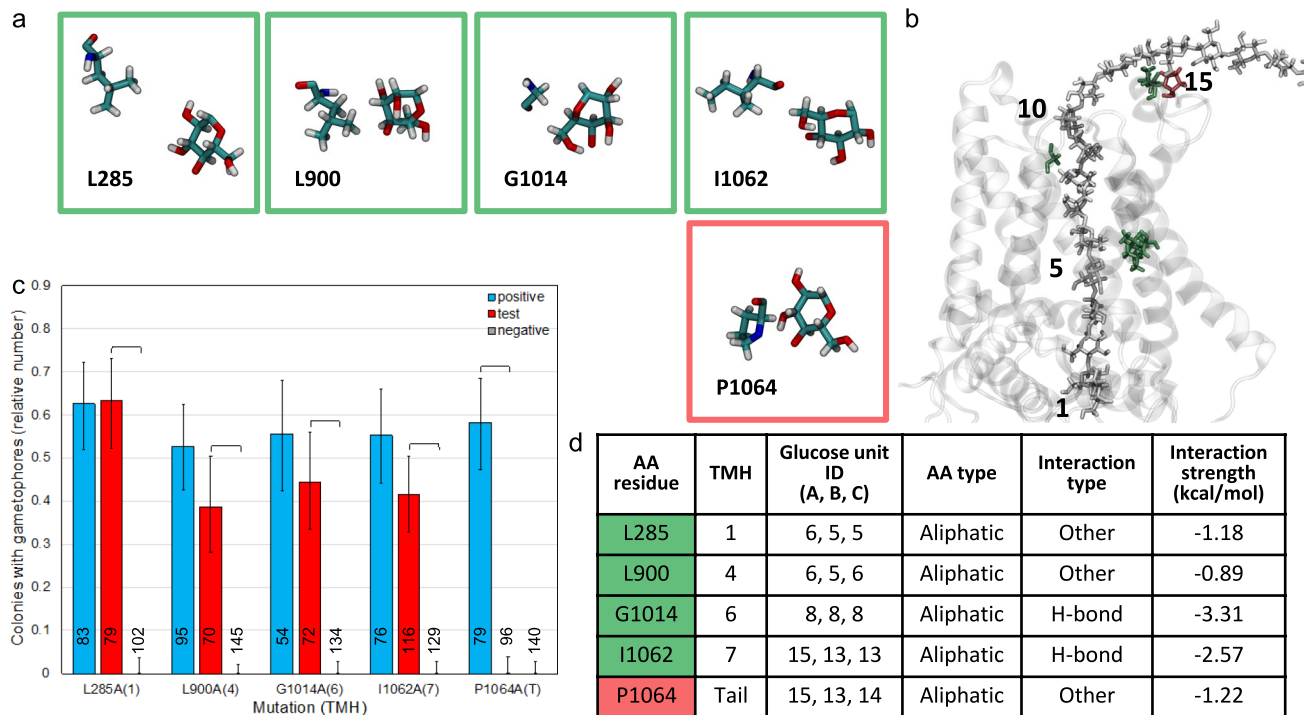 a
L285
L900
G1014
I1062
P1064
b
15
10
5
1
c
Colonies with gametophores (relative number)
0.9
0.8
0.7
0.6
0.5
0.4
0.3
0.2
0.1
0
positive
test
negative
83
79
102
95
70
145
54
72
134
76
116
129
79
96
140
L285A(1) L900A(4) G1014A(6) I1062A(7) P1064A(T)
Mutation (TMH)
d
AA residue TMH Glucose unit ID (A, B, C) AA type Interaction type Interaction strength (kcal/mol)
L285 1 6, 5, 5 Aliphatic Other -1.18
L900 4 6, 5, 6 Aliphatic Other -0.89
G1014 6 8, 8, 8 Aliphatic H-bond -3.31
I1062 7 15, 13, 13 Aliphatic H-bond -2.57
P1064 Tail 15, 13, 14 Aliphatic Other -1.22